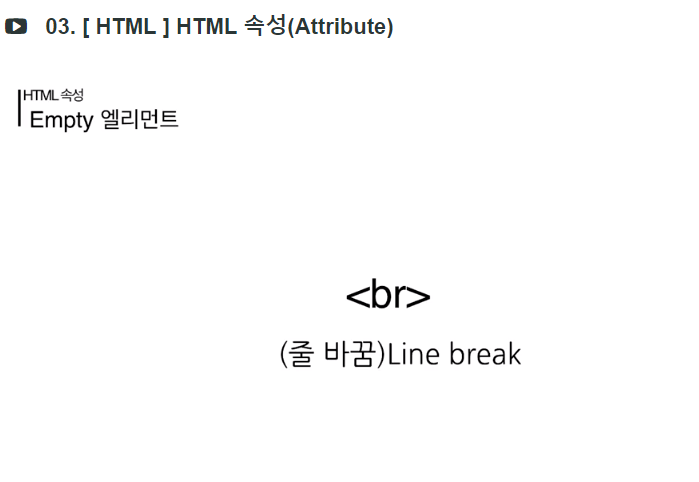 03. [ HTML ] HTML 속성(Attribute)
HTML 속성
Empty 엘리먼트
<br>
(줄 바꿈)Line break